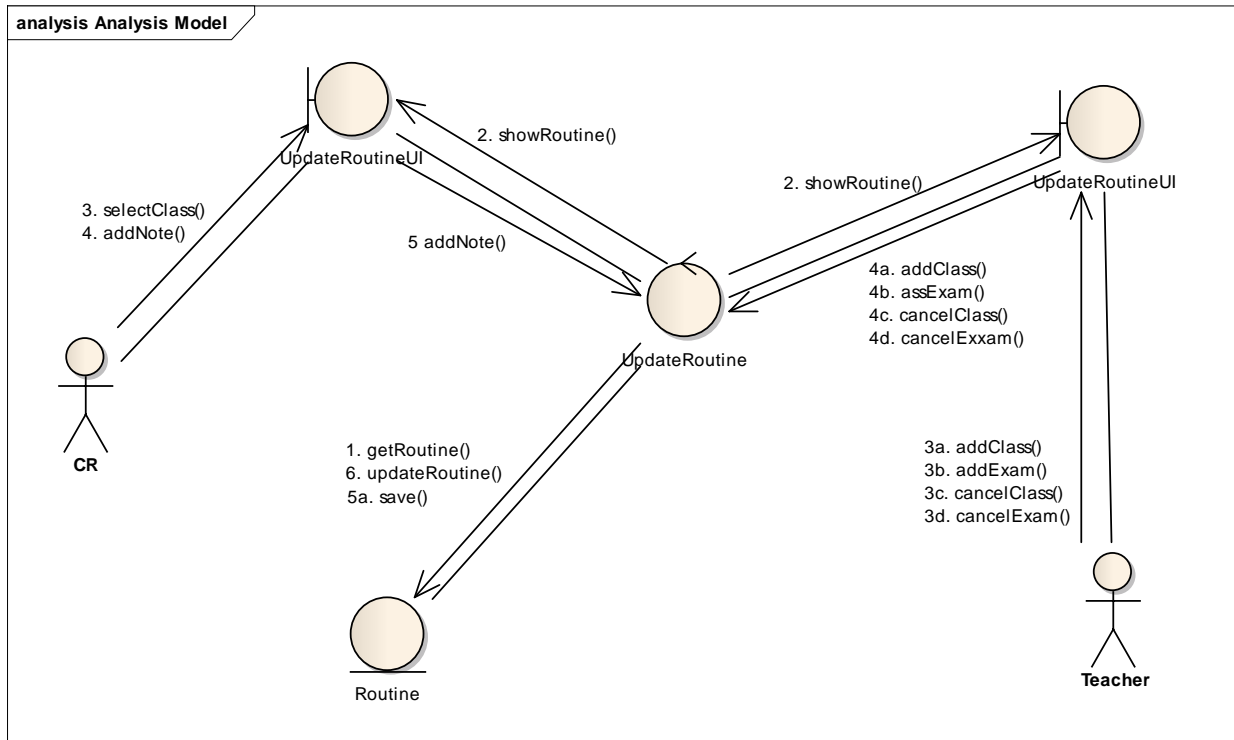 analysis Analysis Model
UpdateRoutineUI
2. showRoutine()
3. selectClass()
4. addNote()
5 addNote()
2. showRoutine()
UpdateRoutineUI
4a. addClass()
4b. assExam()
4c. cancelClass()
4d. cancelExxam()
UpdateRoutine
CR
1. getRoutine()
6. updateRoutine()
5a. save()
3a. addClass()
3b. addExam()
3c. cancelClass()
3d. cancelExam()
Routine
Teacher